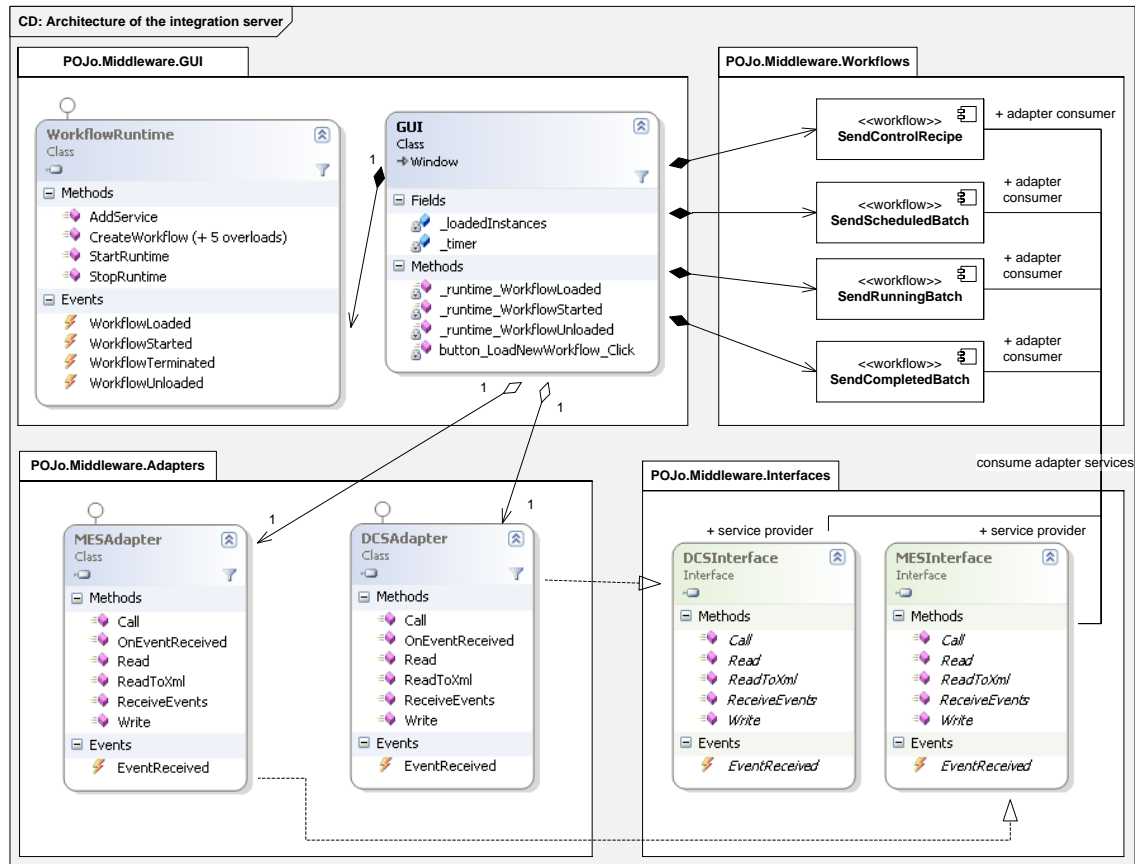 CD: Architecture of the integration server
POJo.Middleware.GUI
WorkflowRuntime
Class
Methods
AddService
CreateWorkflow (+ 5 overloads)
StartRuntime
StopRuntime
Events
WorkflowLoaded
WorkflowStarted
WorkflowTerminated
WorkflowUnloaded
1
GUI
Class
Window
Fields
_loadedInstances
_timer
Methods
_runtime_WorkflowLoaded
_runtime_WorkflowStarted
_runtime_WorkflowUnloaded
button_LoadNewWorkflow_Click
1
1
POJo.Middleware.Workflows
<<workflow>>
SendControlRecipe
+ adapter consumer
<<workflow>>
SendScheduledBatch
+ adapter
consumer
<<workflow>>
SendRunningBatch
+ adapter
consumer
<<workflow>>
SendCompletedBatch
+ adapter
consumer
consume adapter services
POJo.Middleware.Adapters
1
1
MESAdapter
Class
Methods
Call
OnEventReceived
Read
ReadToXml
ReceiveEvents
Write
Events
EventReceived
DCSAdapter
Class
Methods
Call
OnEventReceived
Read
ReadToXml
ReceiveEvents
Write
Events
EventReceived
POJo.Middleware.Interfaces
+ service provider
+ service provider
DCSInterface
Interface
Methods
Call
Read
ReadToXml
ReceiveEvents
Write
Events
EventReceived
MESInterface
Interface
Methods
Call
Read
ReadToXml
ReceiveEvents
Write
Events
EventReceived